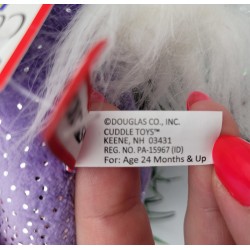 ©DOUGLAS CO., INC.
CUDDLE TOYS™
KEENE, NH 03431
REG. NO. PA-15967 (ID)
For: Age 24 Months & Up